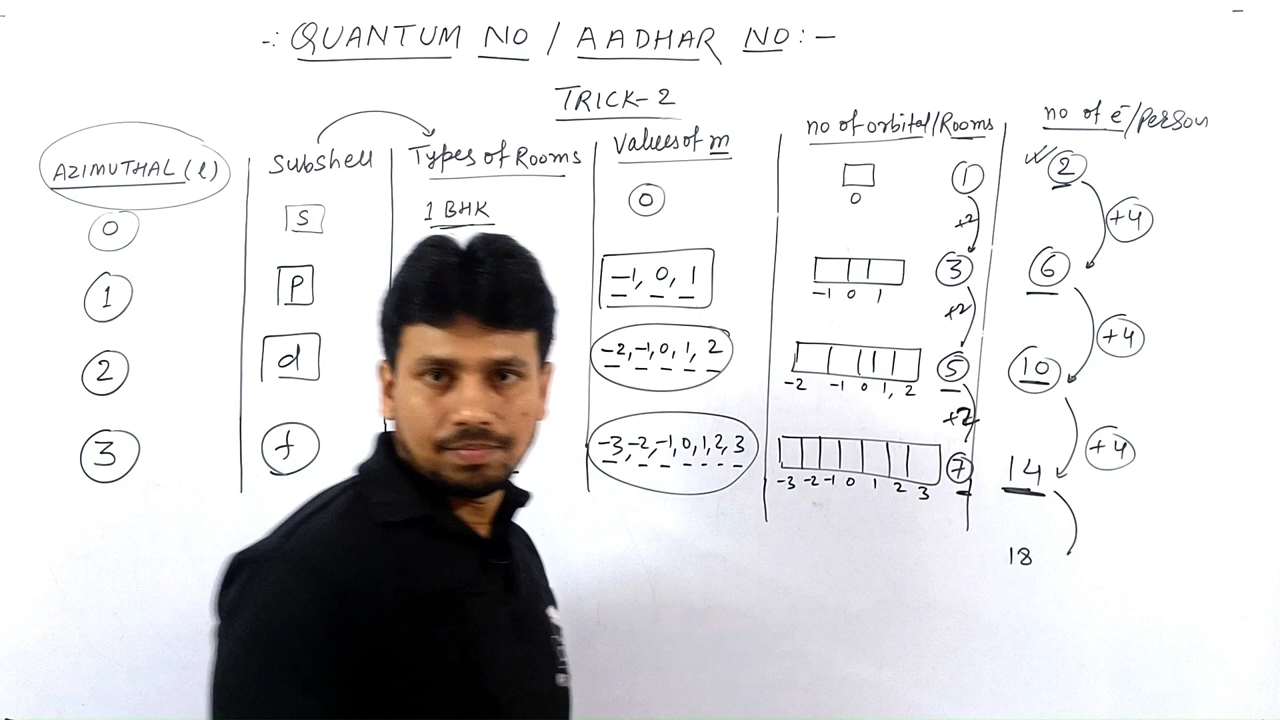 -: QUANTUM NO / AADHAR NO :-
TRICK-2
AZIMUTHAL (l) Subshell Types of Rooms Values of m no of orbital/Rooms no of e-/Person
0 S 1 BHK 0 0 1 2
+2 +4
1 P -1, 0, 1 -1 0 1 3 6
+2 +4
2 d -2,-1,0,1,2 -2 -1 0 1, 2 5 10
+2 +4
3 f -3,-2,-1,0,1,2,3 -3 -2 -1 0 1 2 3 7 14
18